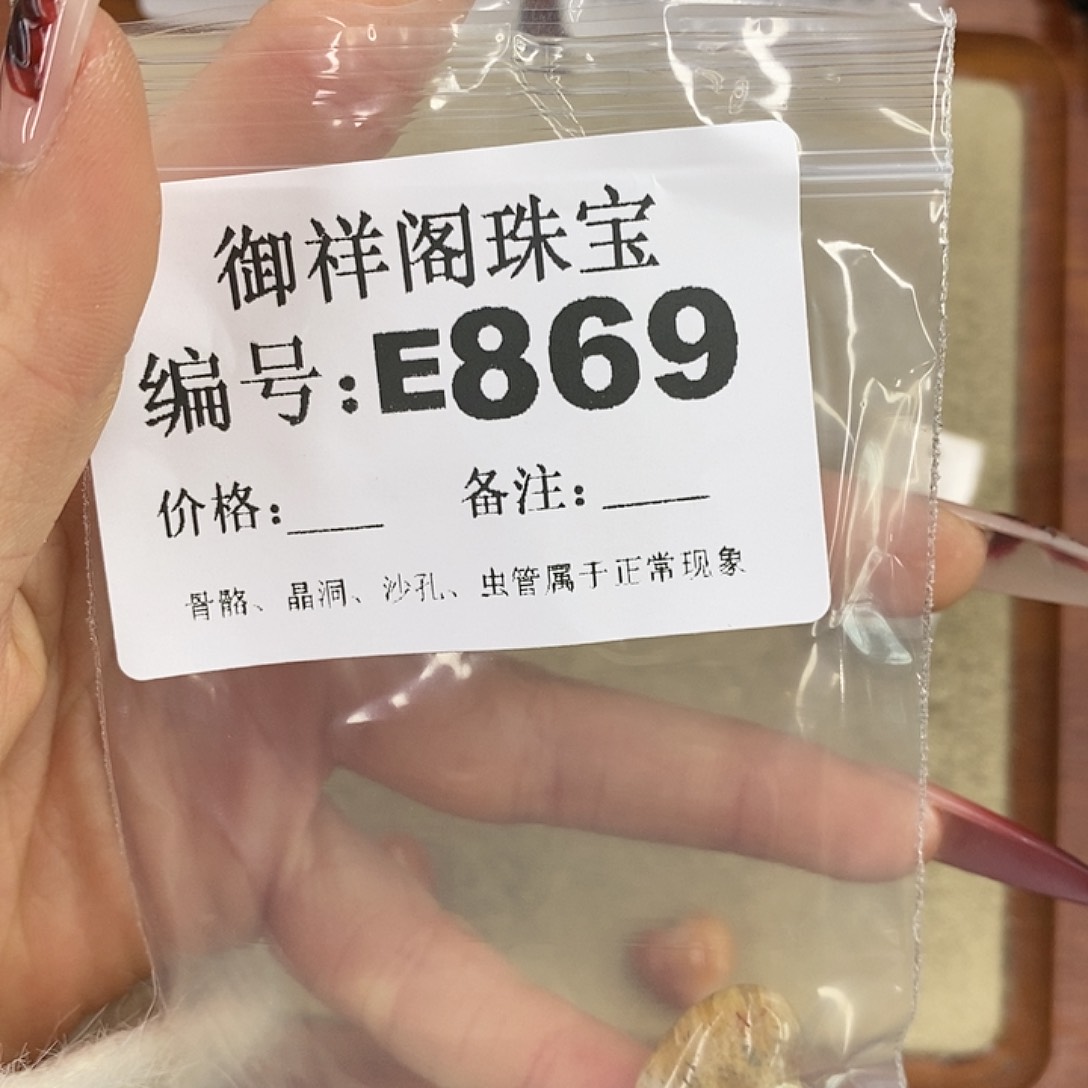 御祥阁珠宝
编号:E869
价格:____ 备注:____
骨骼、晶洞、沙孔、虫管属于正常现象